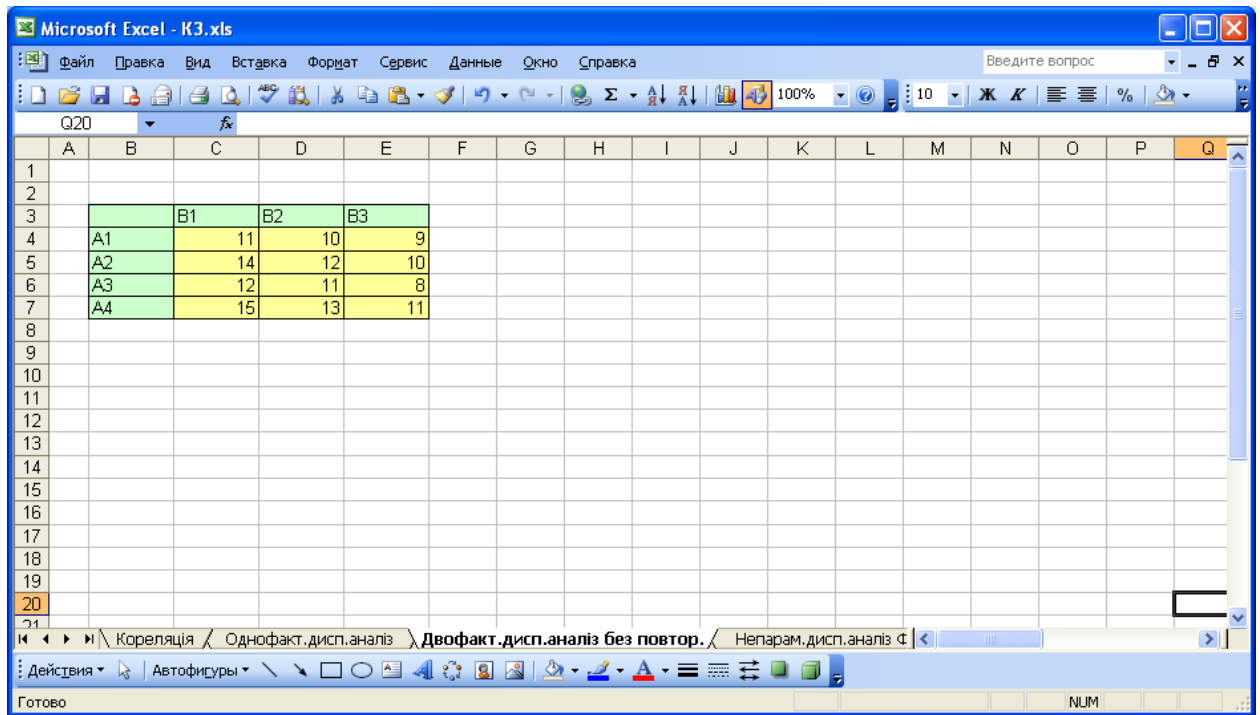 Microsoft Excel - K3.xls
Файл Правка Вид Вставка Формат Сервис Данные Окно Справка Введите вопрос
100% 10 Ж К %
Q20 fx
A B C D E F G H I J K L M N O P Q
1
2
3 B1 B2 B3
4 A1 11 10 9
5 A2 14 12 10
6 A3 12 11 8
7 A4 15 13 11
8
9
10
11
12
13
14
15
16
17
18
19
20
21
Кореляція Однофакт.дисп.аналіз Двофакт.дисп.аналіз без повтор. Непарам.дисп.аналіз Ф
Действия Автофигуры
Готово NUM